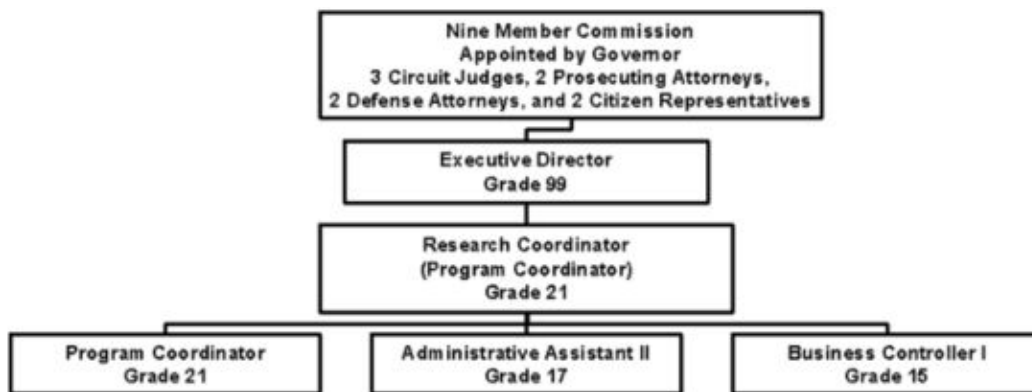 Nine Member Commission
Appointed by Governor
3 Circuit Judges, 2 Prosecuting Attorneys,
2 Defense Attorneys, and 2 Citizen Representatives
Executive Director
Grade 99
Research Coordinator
(Program Coordinator)
Grade 21
Program Coordinator
Grade 21
Administrative Assistant II
Grade 17
Business Controller I
Grade 15